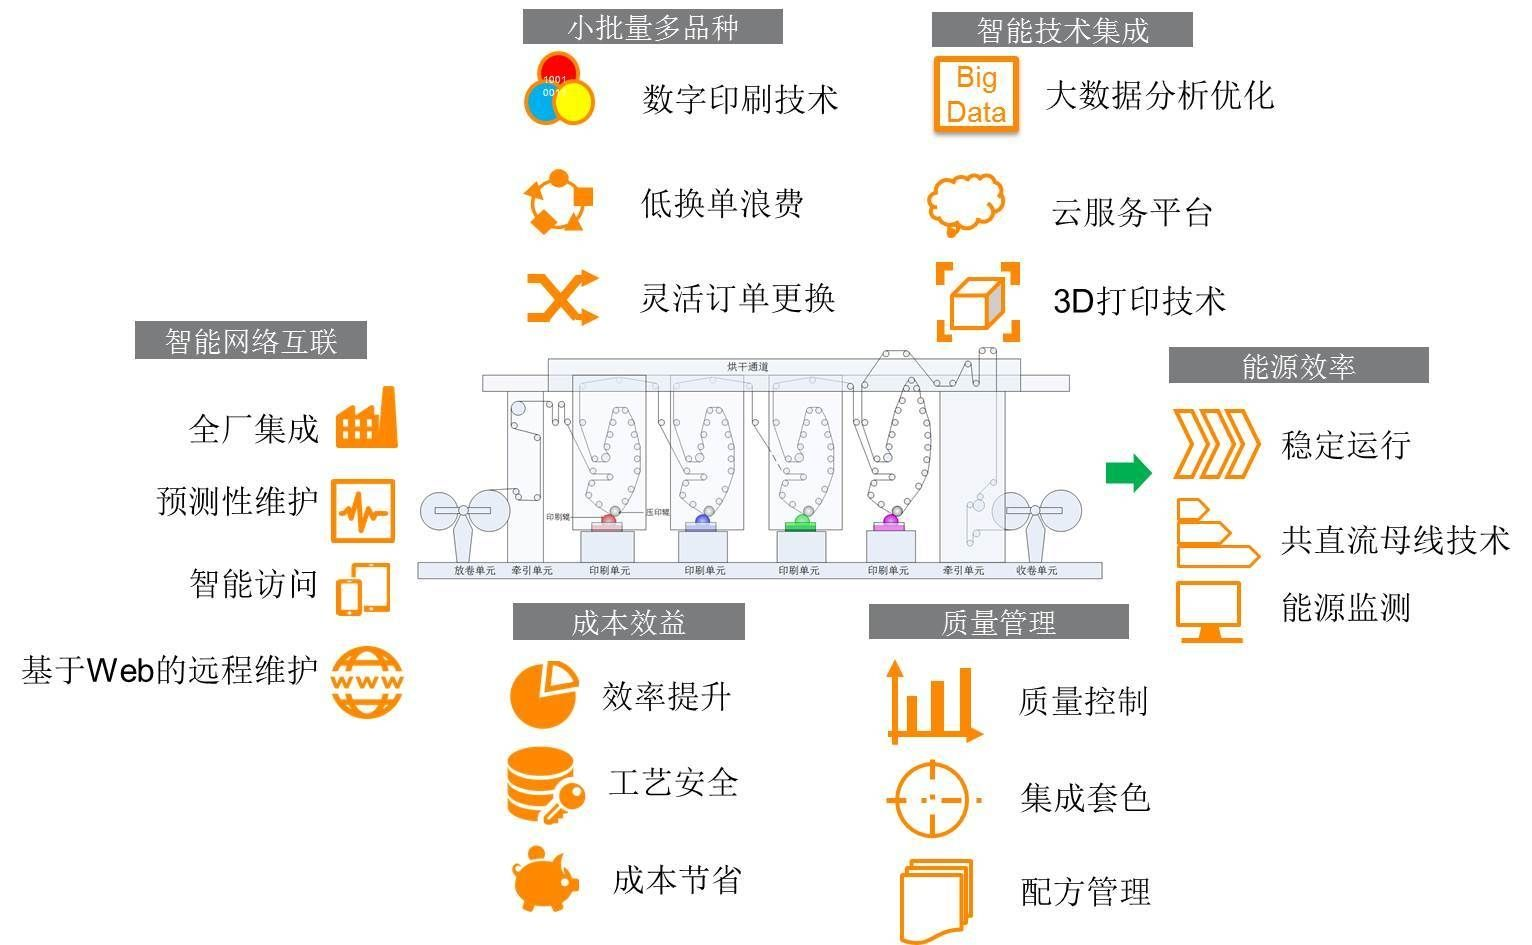 小批量多品种
1001
001
数字印刷技术
低换单浪费
灵活订单更换
智能技术集成
Big
Data
大数据分析优化
云服务平台
3D打印技术
智能网络互联
全厂集成
预测性维护
智能访问
基于Web的远程维护
WWW
烘干通道
印刷辊
压印辊
放卷单元
牵引单元
印刷单元
印刷单元
印刷单元
印刷单元
牵引单元
收卷单元
能源效率
稳定运行
共直流母线技术
能源监测
成本效益
效率提升
工艺安全
成本节省
质量管理
质量控制
集成套色
配方管理